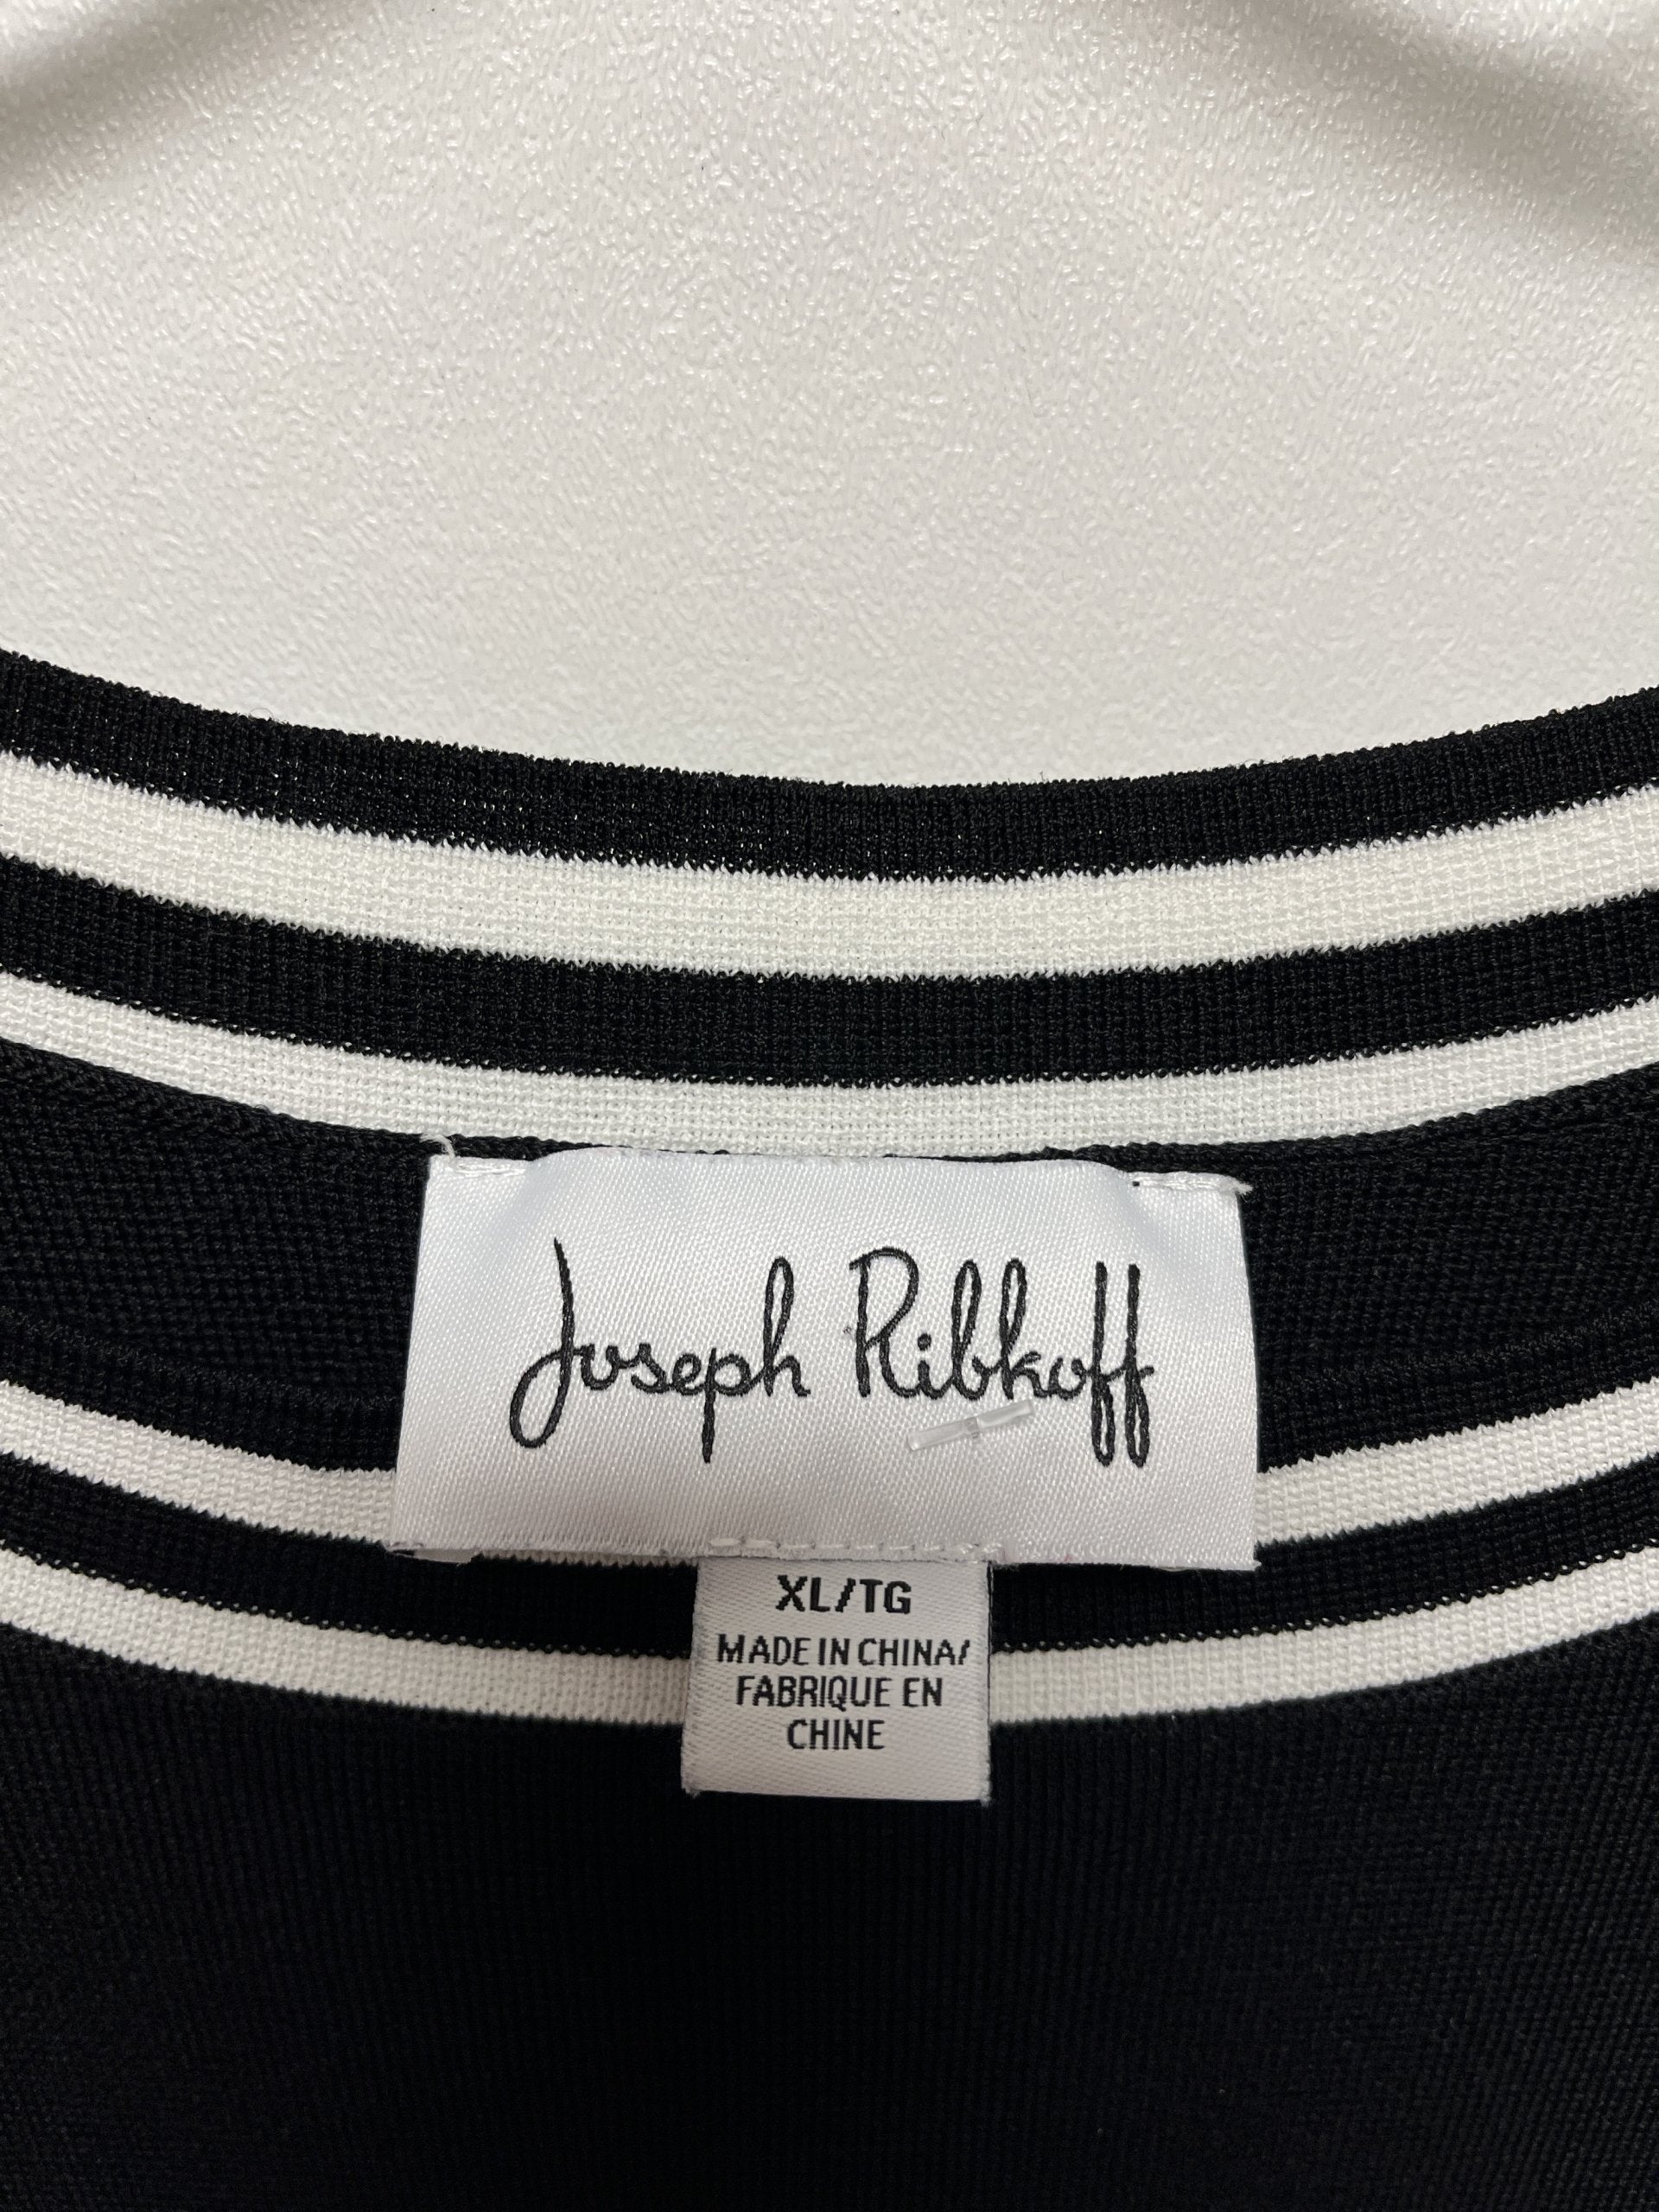 Joseph Ribkoff
XL/TG
MADE IN CHINA/
FABRIQUE EN
CHINE